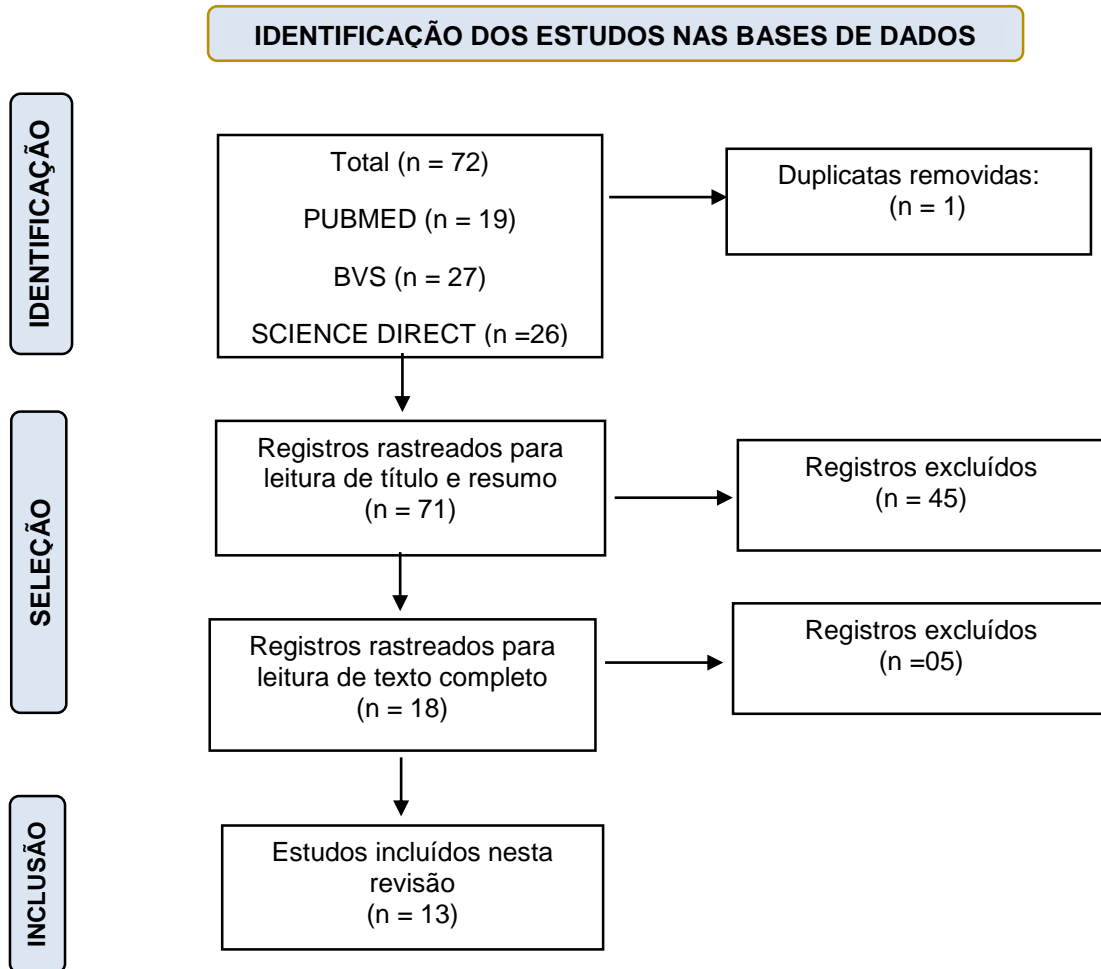 IDENTIFICAÇÃO DOS ESTUDOS NAS BASES DE DADOS
IDENTIFICAÇÃO
Total (n = 72)
PUBMED (n = 19)
BVS (n = 27)
SCIENCE DIRECT (n =26)
Duplicatas removidas:
(n = 1)
SELEÇÃO
Registros rastreados para
leitura de título e resumo
(n = 71)
Registros excluídos
(n = 45)
Registros rastreados para
leitura de texto completo
(n = 18)
Registros excluídos
(n =05)
INCLUSÃO
Estudos incluídos nesta
revisão
(n = 13)